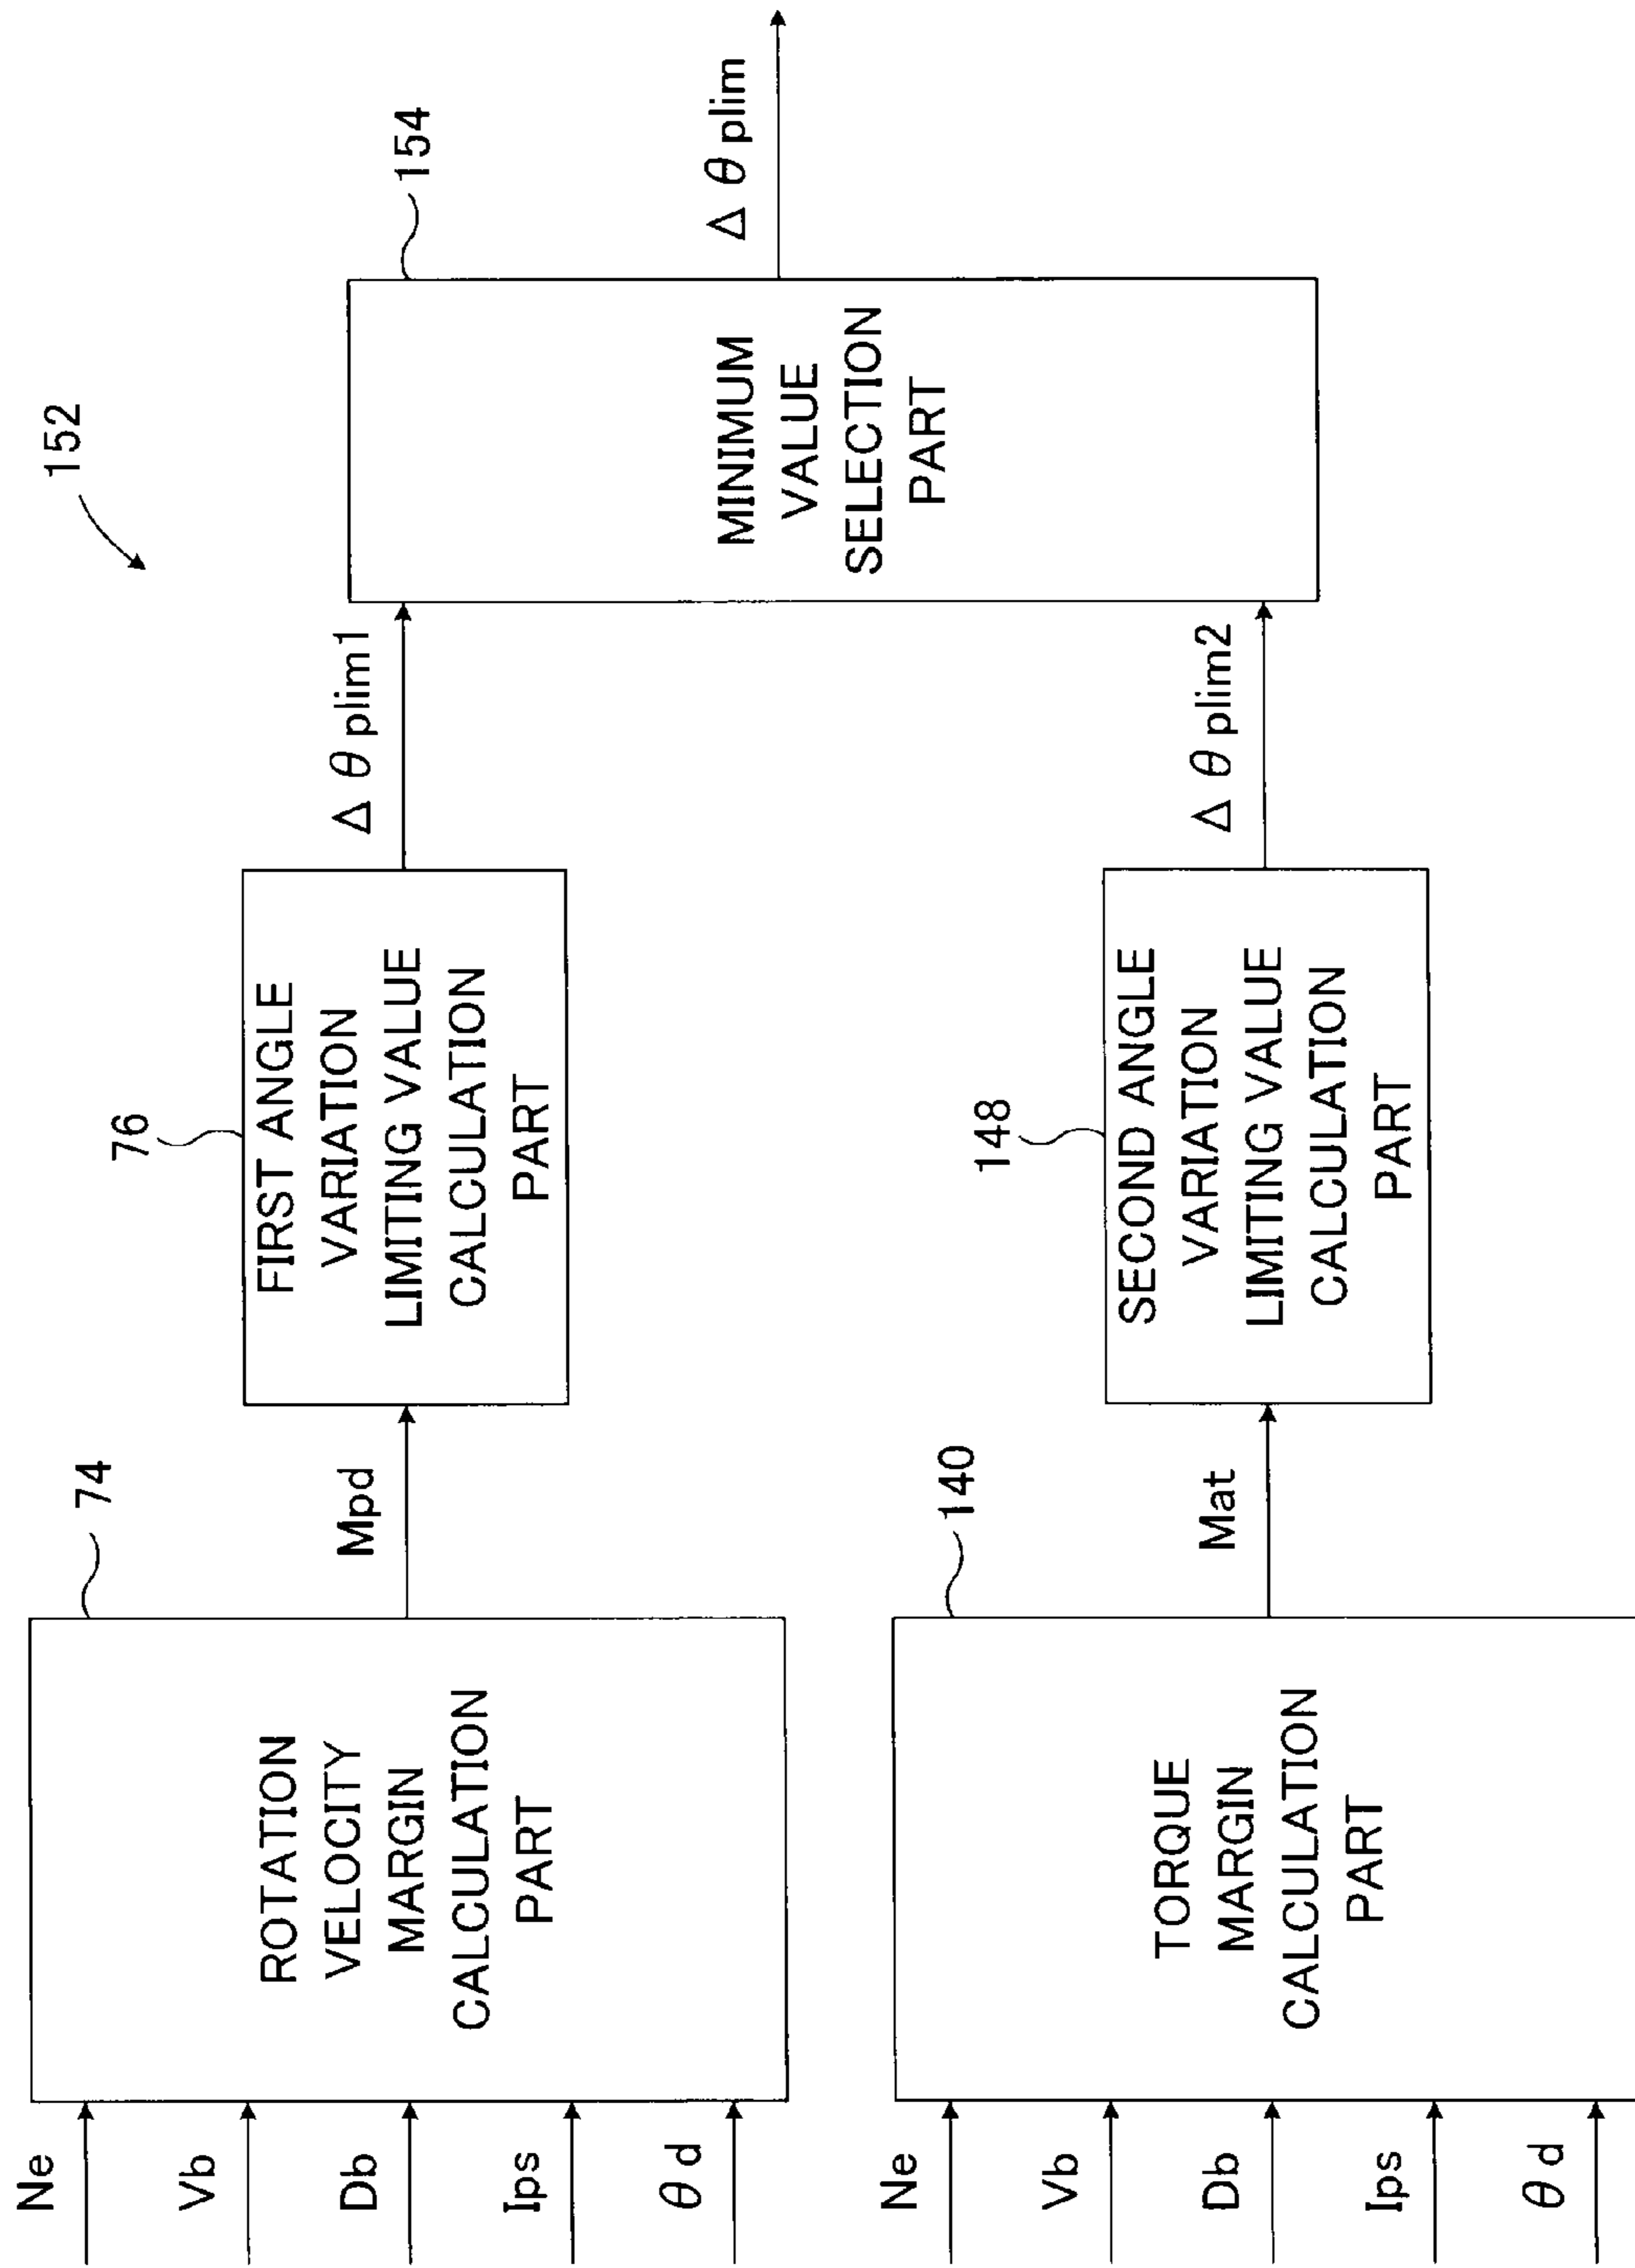 152
Ne
Vb
Db
Ips
θ d
74
ROTATION
VELOCITY
MARGIN
CALCULATION
PART
Mpd
76
FIRST ANGLE
VARIATION
LIMITING VALUE
CALCULATION
PART
Δ θ plim1
Ne
Vb
Db
Ips
θ d
140
TORQUE
MARGIN
CALCULATION
PART
Mat
148
SECOND ANGLE
VARIATION
LIMITING VALUE
CALCULATION
PART
Δ θ plim2
154
MINIMUM
VALUE
SELECTION
PART
Δ θ plim